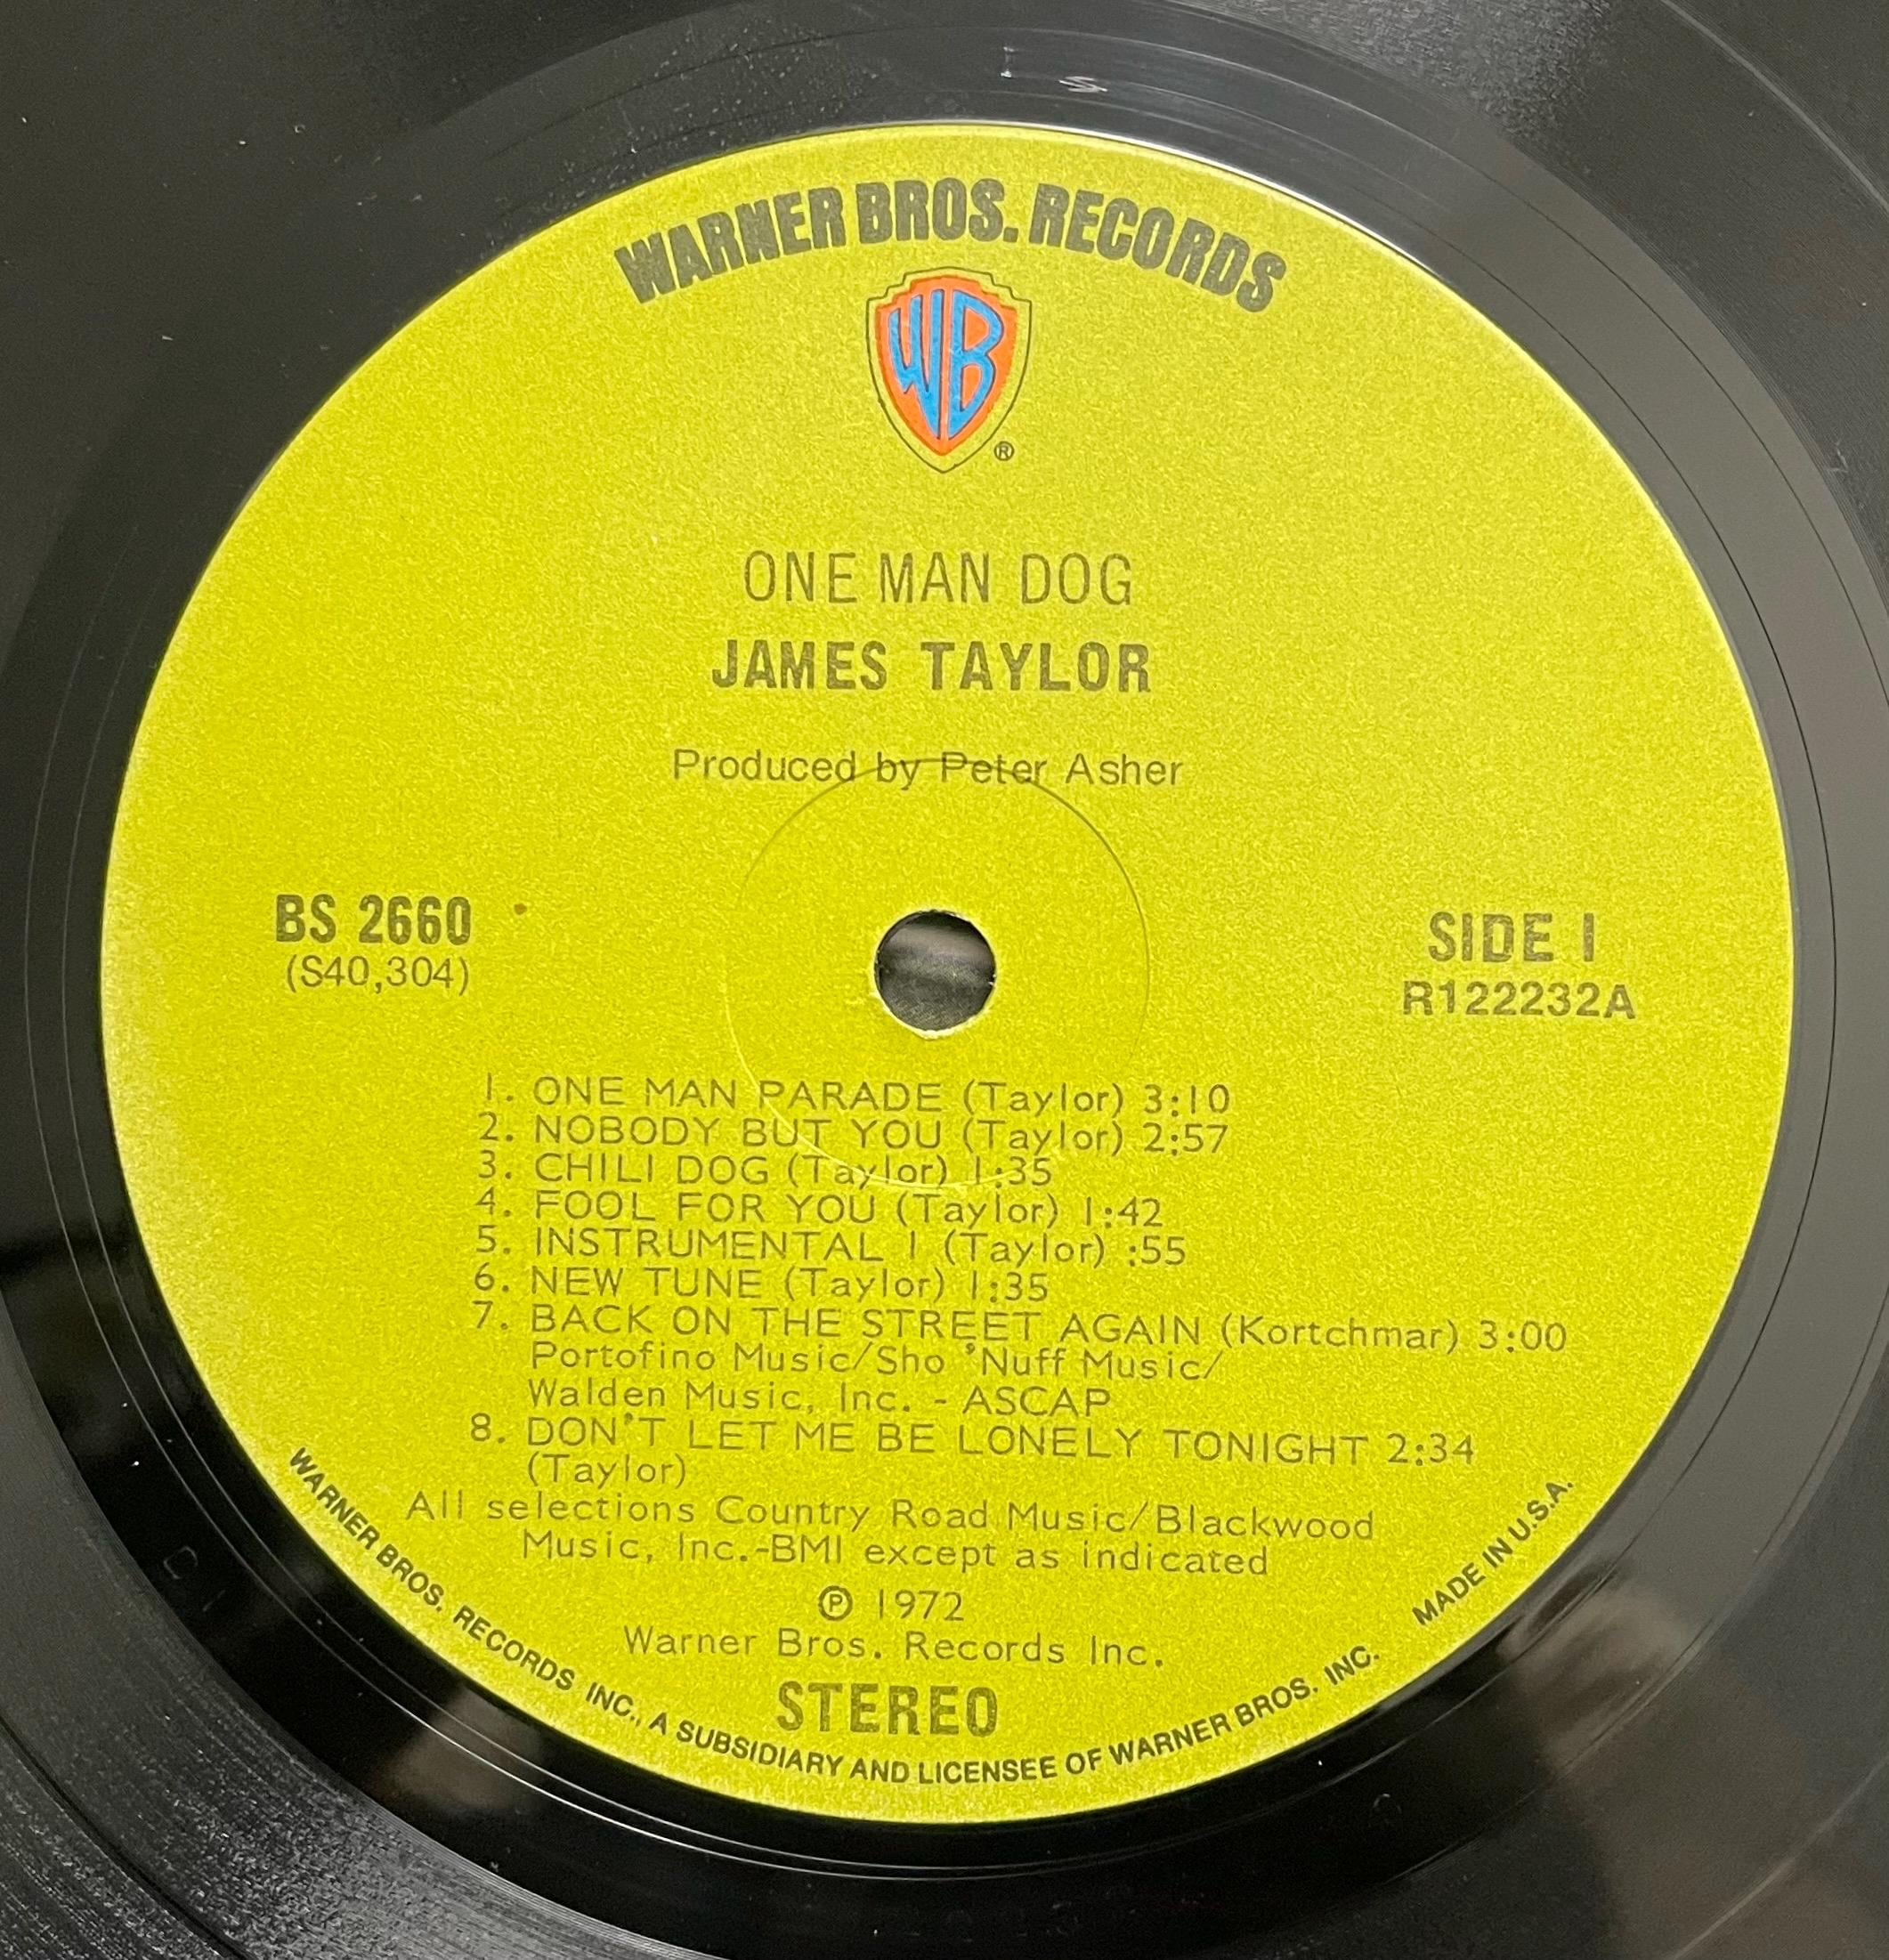 WARNER BROS. RECORDS
WB
®
ONE MAN DOG
JAMES TAYLOR
Produced by Peter Asher
BS 2660
(S40,304)
SIDE 1
R122232A
1. ONE MAN PARADE (Taylor) 3:10
2. NOBODY BUT YOU (Taylor) 2:57
3. CHILI DOG (Taylor) 1:35
4. FOOL FOR YOU (Taylor) 1:42
5. INSTRUMENTAL I (Taylor) :55
6. NEW TUNE (Taylor) 1:35
7. BACK ON THE STREET AGAIN (Kortchmar) 3:00
Portofino Music/Sho 'Nuff Music/
Walden Music, Inc. - ASCAP
8. DON'T LET ME BE LONELY TONIGHT 2:34
(Taylor)
All selections Country Road Music/Blackwood
Music, Inc.-BMI except as indicated
℗ 1972
Warner Bros. Records Inc.
STEREO
WARNER BROS. RECORDS INC., A SUBSIDIARY AND LICENSEE OF WARNER BROS. INC. MADE IN U.S.A.